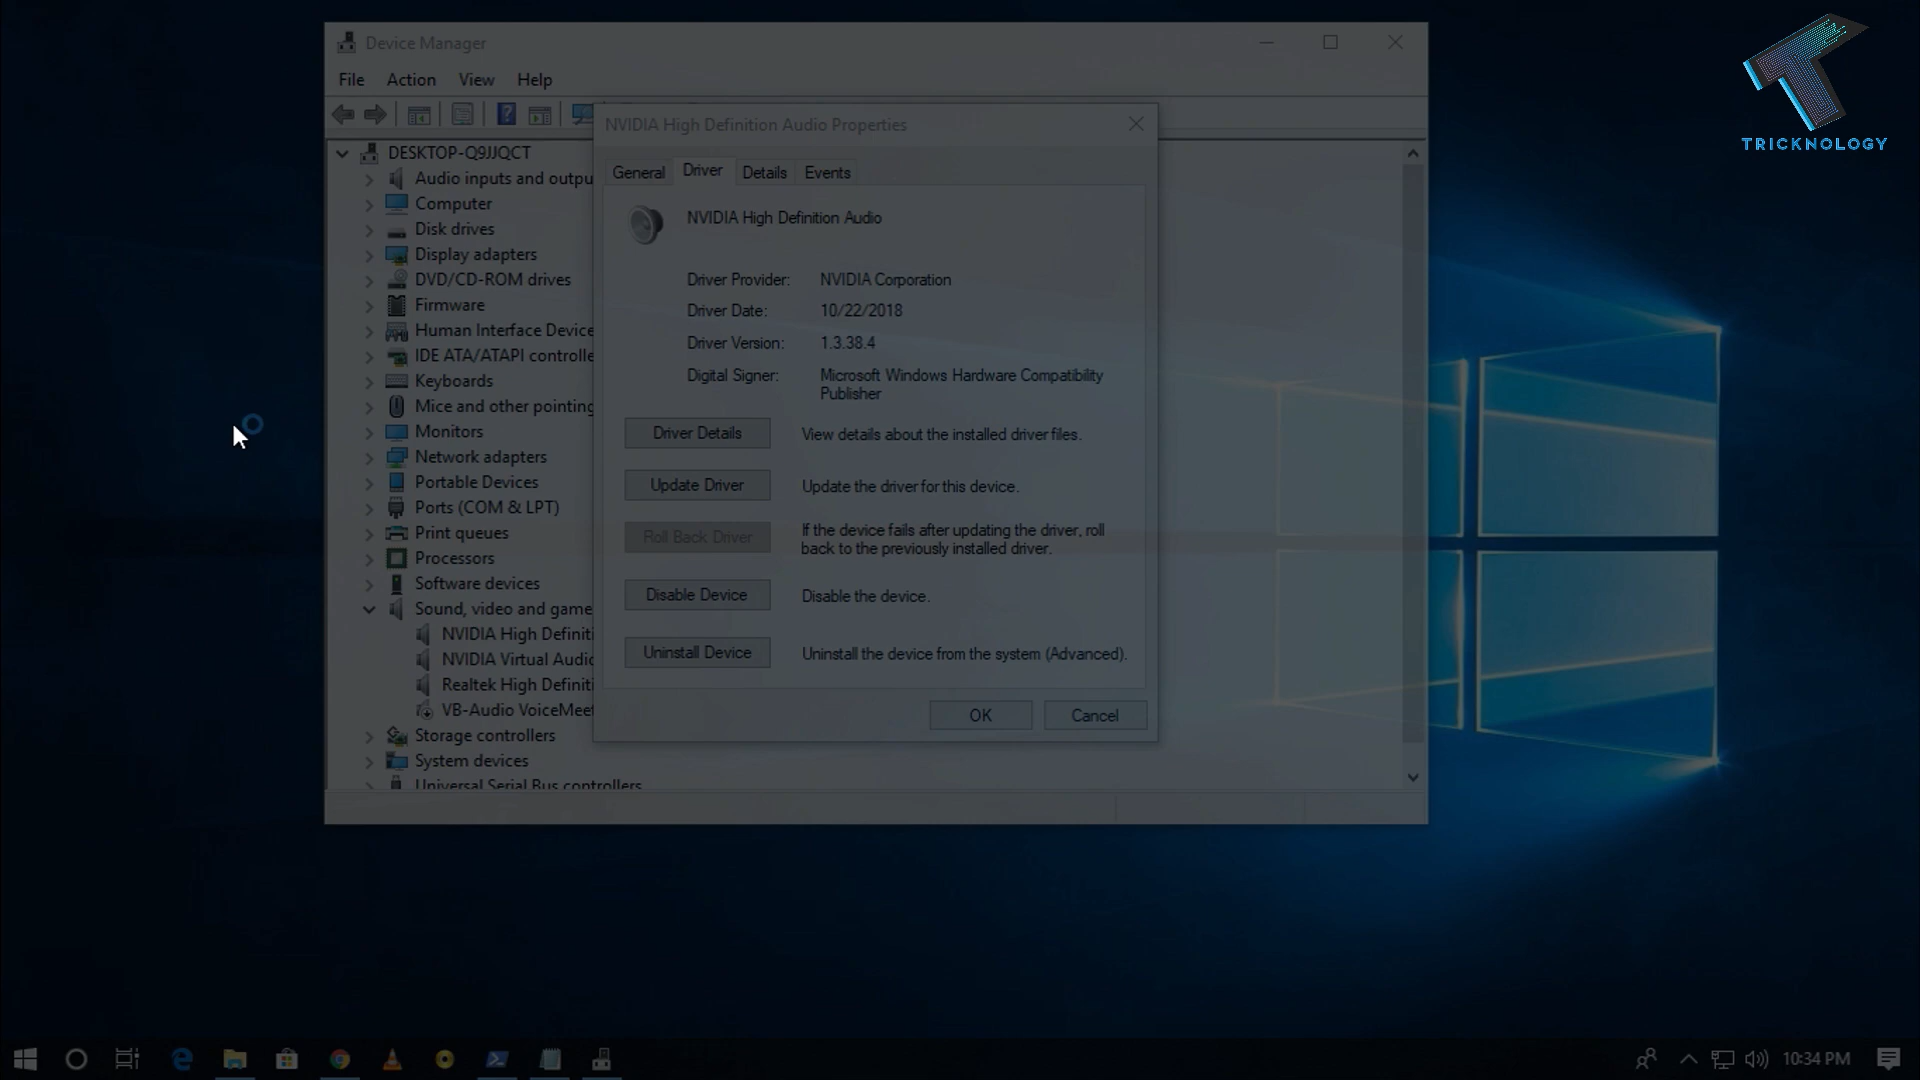 Device Manager
File Action View Help
DESKTOP-Q9JJQCT
Audio inputs and outpu
Computer
Disk drives
Display adapters
DVD/CD-ROM drives
Firmware
Human Interface Device
IDE ATA/ATAPI controlle
Keyboards
Mice and other pointing
Monitors
Network adapters
Portable Devices
Ports (COM & LPT)
Print queues
Processors
Software devices
Sound, video and game
NVIDIA High Definiti
NVIDIA Virtual Audio
Realtek High Definiti
VB-Audio VoiceMeet
Storage controllers
System devices
Universal Serial Bus controllers
NVIDIA High Definition Audio Properties
General Driver Details Events
NVIDIA High Definition Audio
Driver Provider: NVIDIA Corporation
Driver Date: 10/22/2018
Driver Version: 1.3.38.4
Digital Signer: Microsoft Windows Hardware Compatibility
Publisher
Driver Details View details about the installed driver files.
Update Driver Update the driver for this device.
Roll Back Driver If the device fails after updating the driver, roll
back to the previously installed driver.
Disable Device Disable the device.
Uninstall Device Uninstall the device from the system (Advanced).
OK Cancel
TRICKNOLOGY
10:34 PM